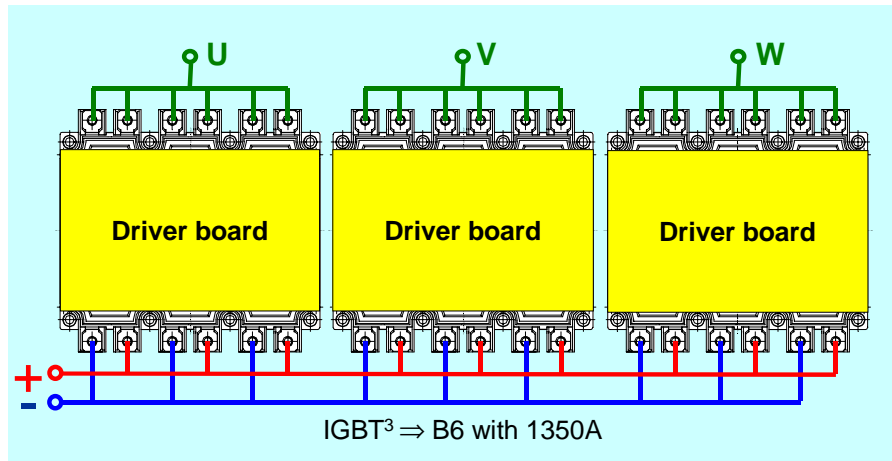 U V W
Driver board Driver board Driver board
+
-
IGBT³ ⇒ B6 with 1350A